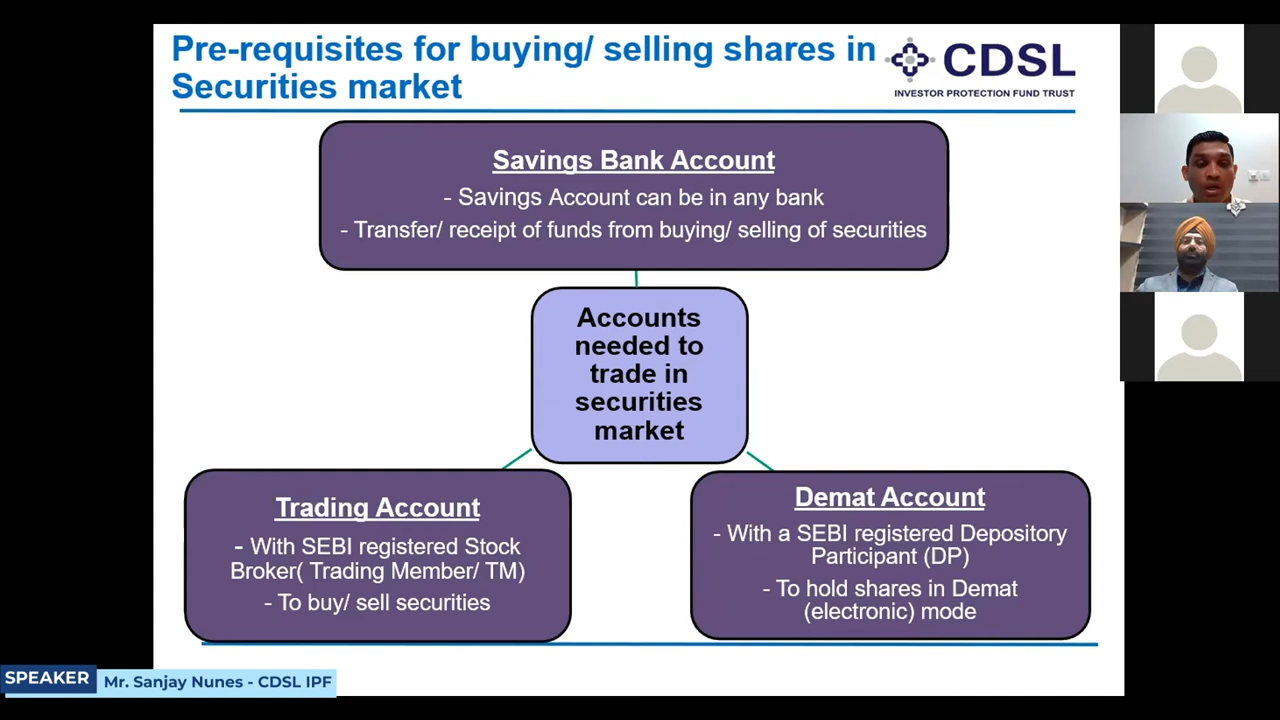 Pre-requisites for buying/ selling shares in
Securities market
CDSL
INVESTOR PROTECTION FUND TRUST
Savings Bank Account
- Savings Account can be in any bank
- Transfer/ receipt of funds from buying/ selling of securities
Accounts
needed to
trade in
securities
market
Trading Account
- With SEBI registered Stock
Broker( Trading Member/ TM)
- To buy/ sell securities
Demat Account
- With a SEBI registered Depository
Participant (DP)
- To hold shares in Demat
(electronic) mode
SPEAKER
Mr. Sanjay Nunes - CDSL IPF